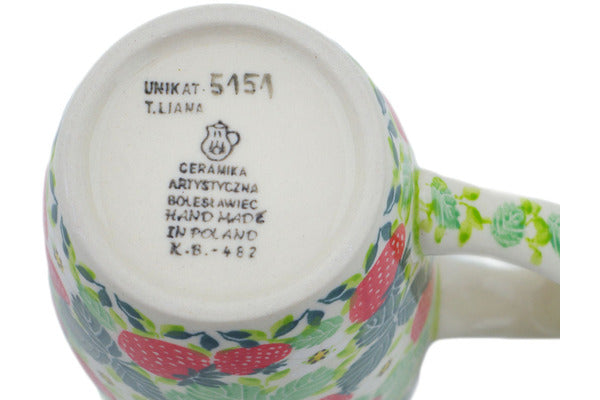 UNIKAT. 5151
T. LIANA
CERAMIKA
ARTYSTYCZNA
BOLESŁAWIEC
HAND MADE
IN POLAND
K.B.-482